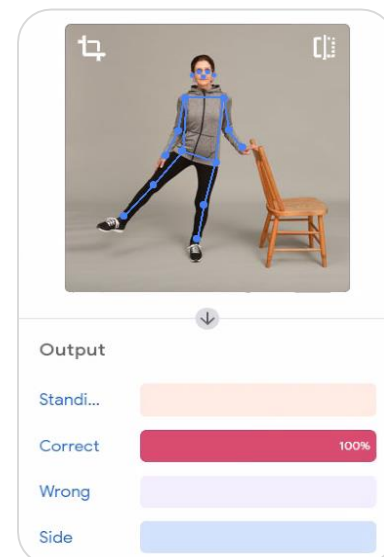 Output
Standi...
Correct
100%
Wrong
Side